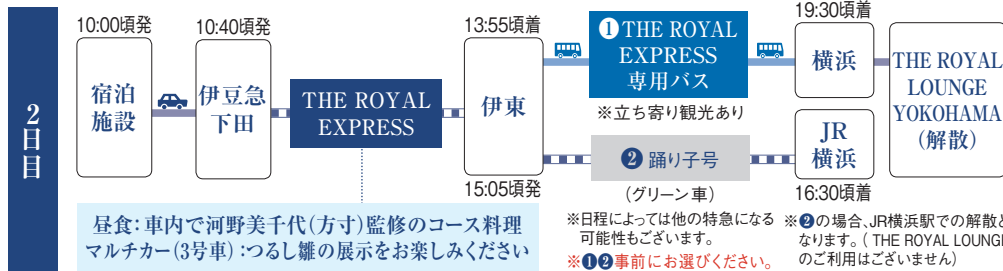 2日目
10:00頃発
宿泊
施設
10:40頃発
伊豆急
下田
THE ROYAL
EXPRESS
13:55頃着
伊東
15:05頃発
❶THE ROYAL
EXPRESS
専用バス
※立ち寄り観光あり
❷ 踊り子号
(グリーン車)
19:30頃着
横浜
JR
横浜
16:30頃着
THE ROYAL
LOUNGE
YOKOHAMA
(解散)
昼食:車内で河野美千代(方寸)監修のコース料理
マルチカー(3号車):つるし雛の展示をお楽しみください
※日程によっては他の特急になる
可能性もございます。
※❶❷事前にお選びください。
※❷の場合、JR横浜駅での解散と
なります。( THE ROYAL LOUNGE
のご利用はございません)